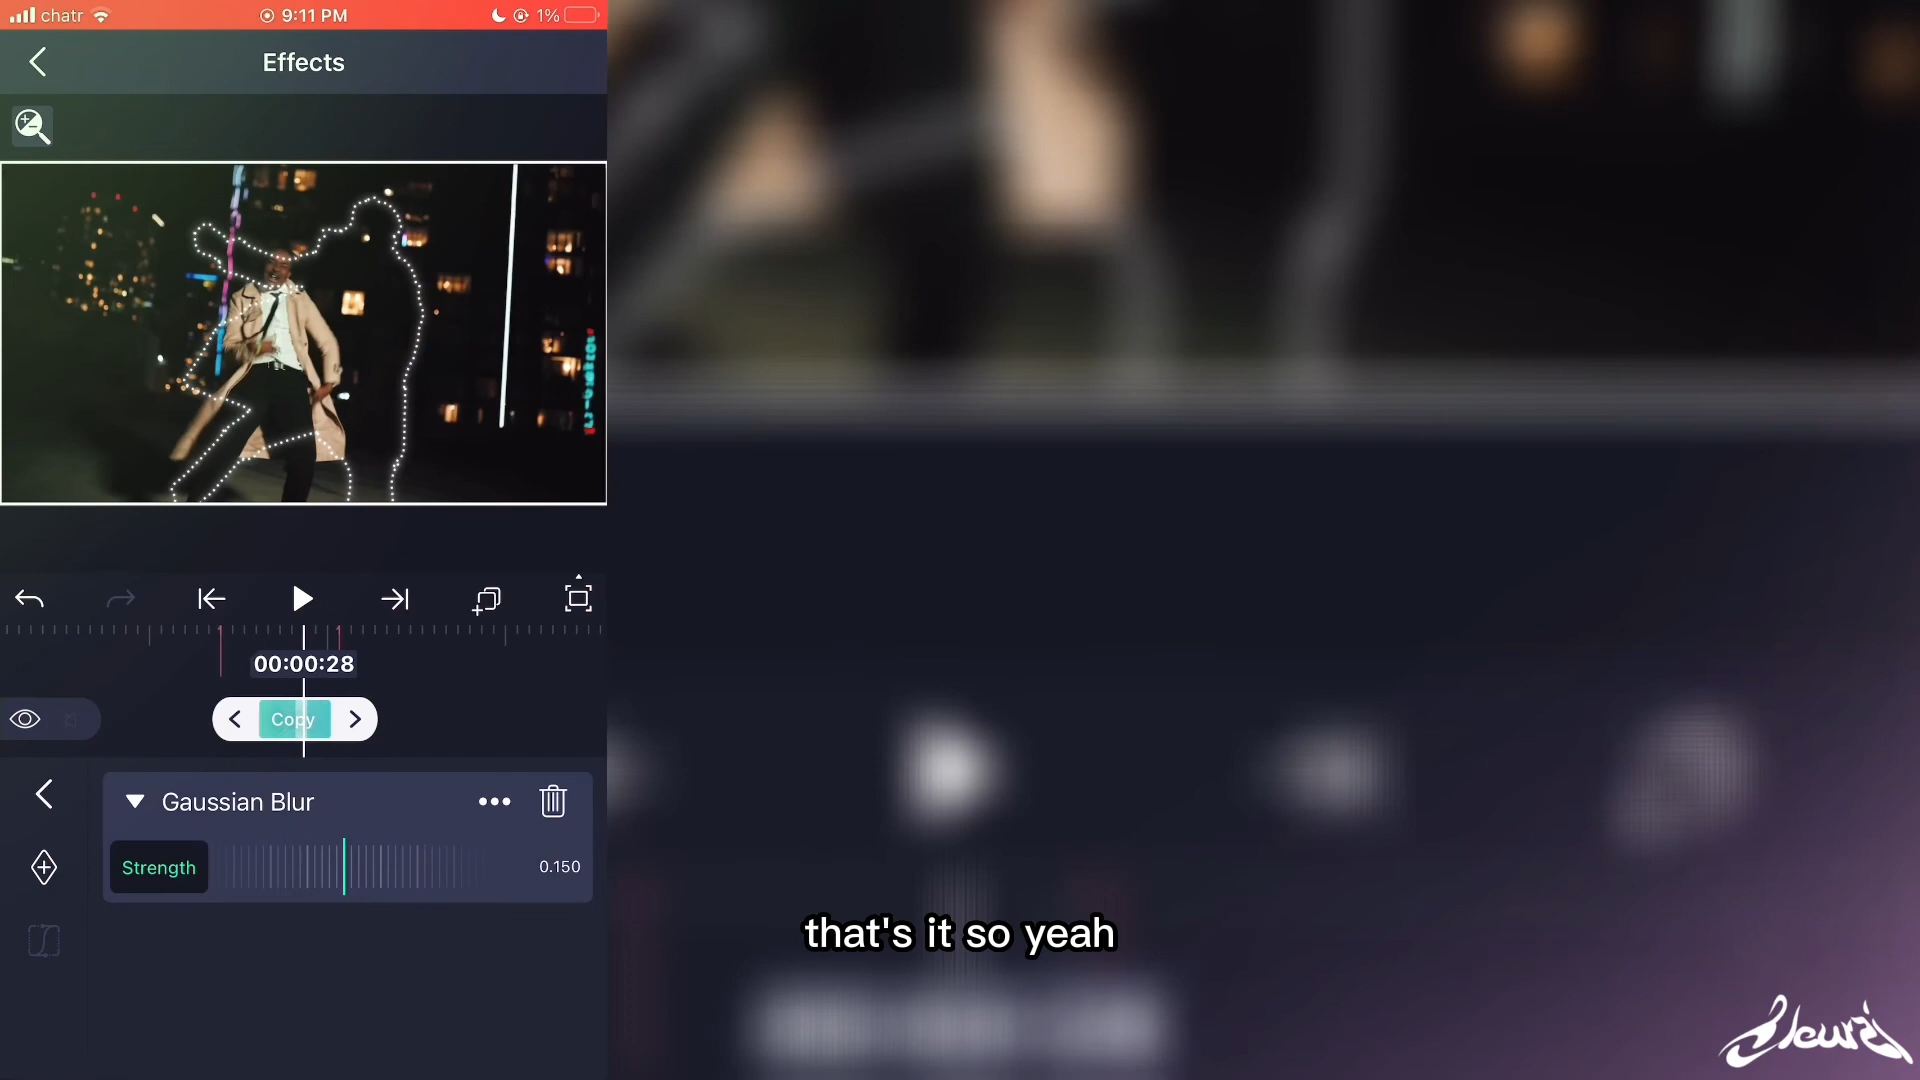 chatr
9:11 PM
1%
Effects
00:00:28
Copy
Gaussian Blur
Strength
0.150
that's it so yeah